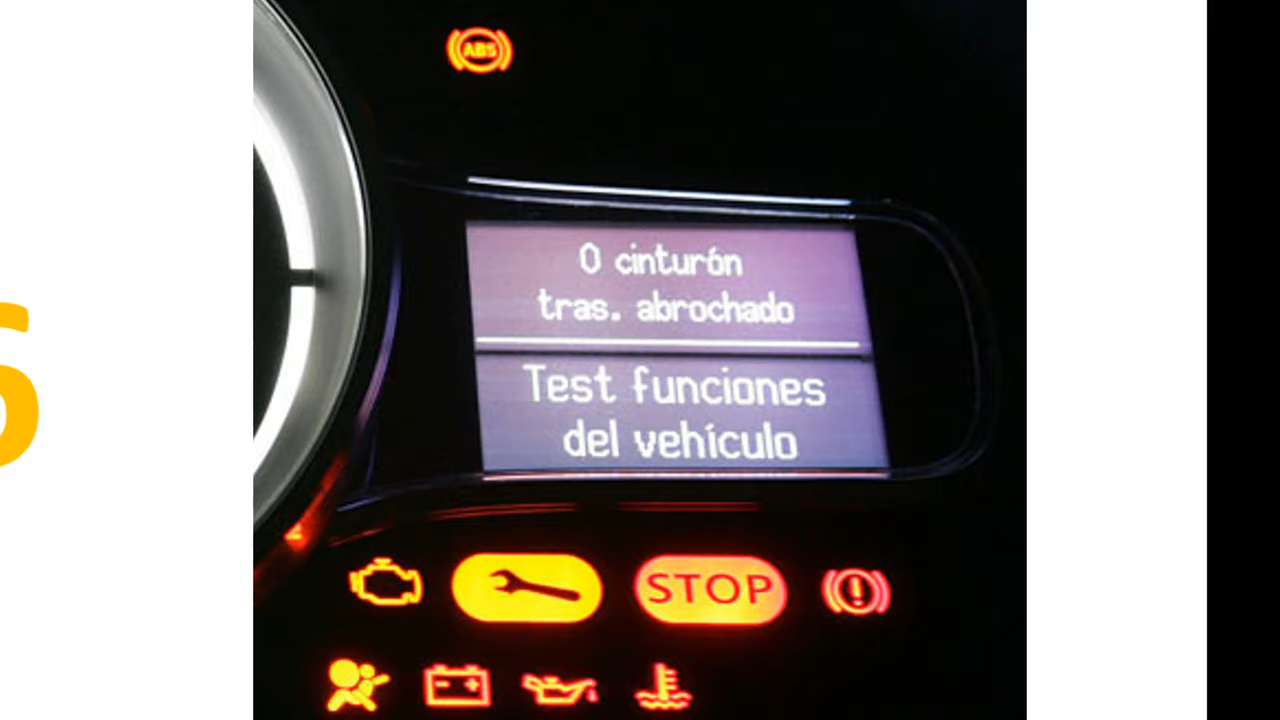 ABS
0 cinturón
tras. abrochado
Test funciones
del vehículo
STOP